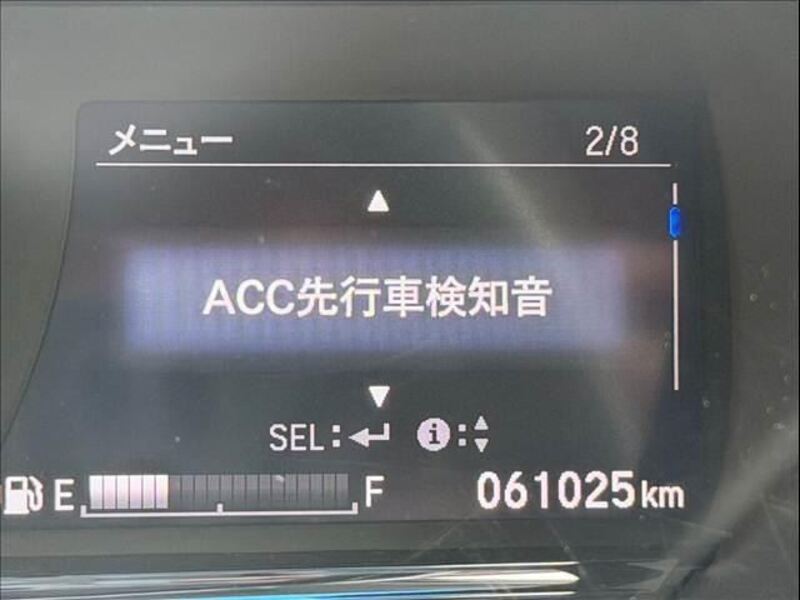 メニュー 2/8
▲
ACC先行車検知音
▼
SEL:↵ i:▲▼
E F 061025km